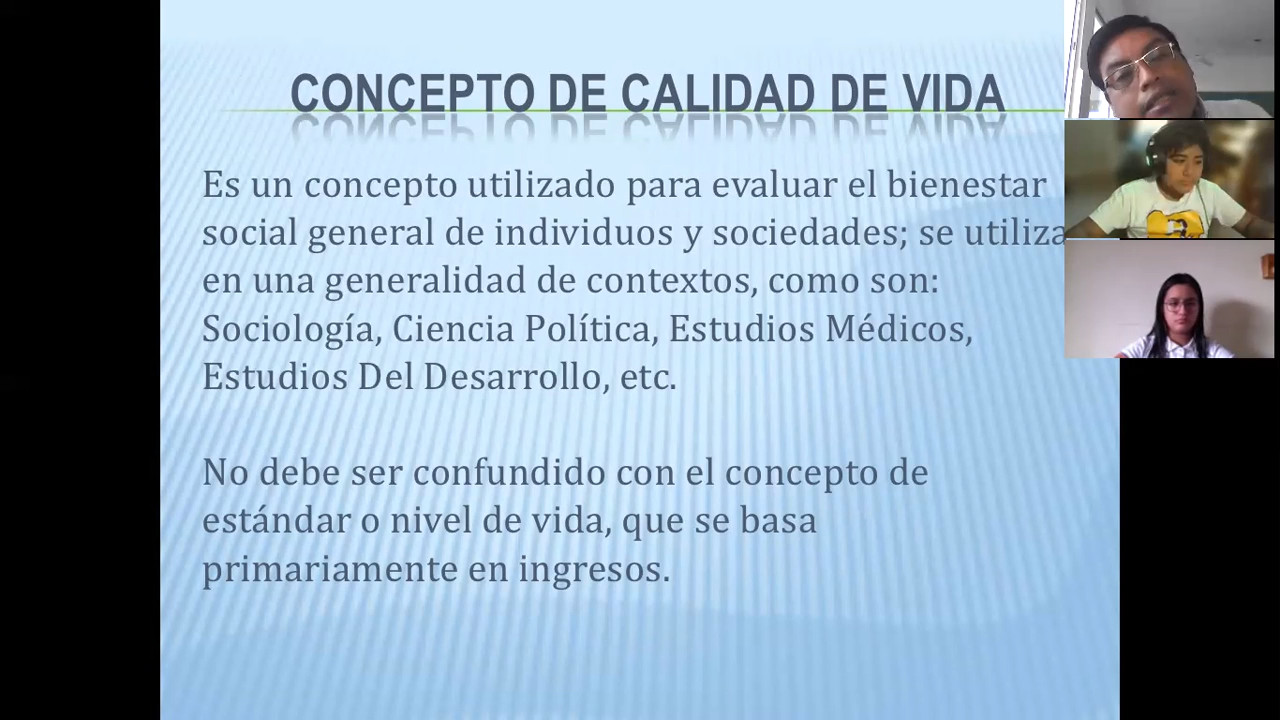 CONCEPTO DE CALIDAD DE VIDA
Es un concepto utilizado para evaluar el bienestar
social general de individuos y sociedades; se utiliza
en una generalidad de contextos, como son:
Sociología, Ciencia Política, Estudios Médicos,
Estudios Del Desarrollo, etc.
No debe ser confundido con el concepto de
estándar o nivel de vida, que se basa
primariamente en ingresos.